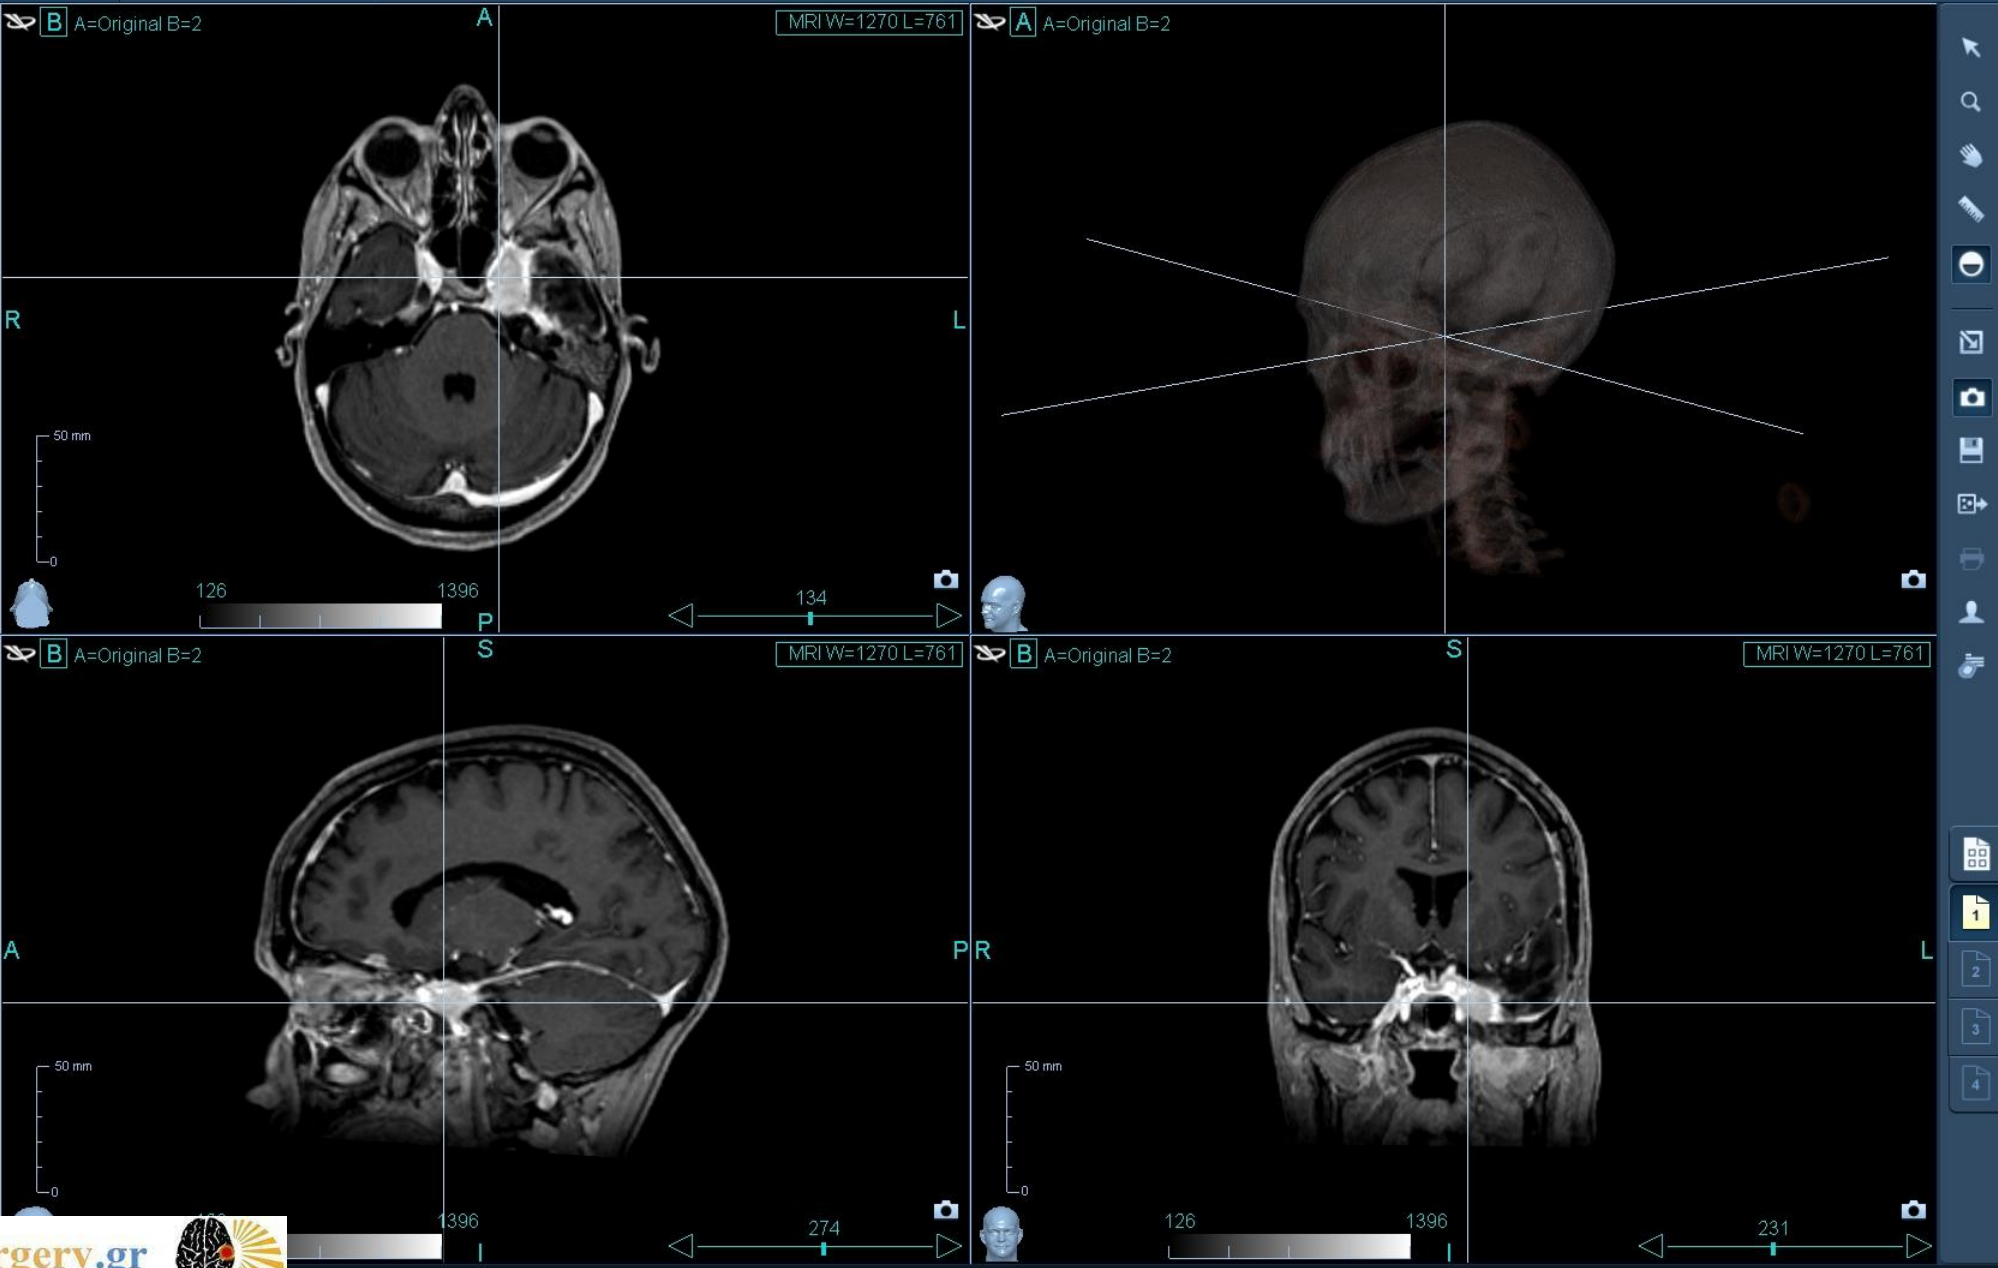 B A=Original B=2 A MRI W=1270 L=761
R L
50 mm
0
126 1396
134
P
A A=Original B=2
B A=Original B=2 S MRI W=1270 L=761
A P
50 mm
0
1396
274
I
B A=Original B=2 S MRI W=1270 L=761
R L
50 mm
0
126 1396
231
I
1
2
3
4
rgery.gr